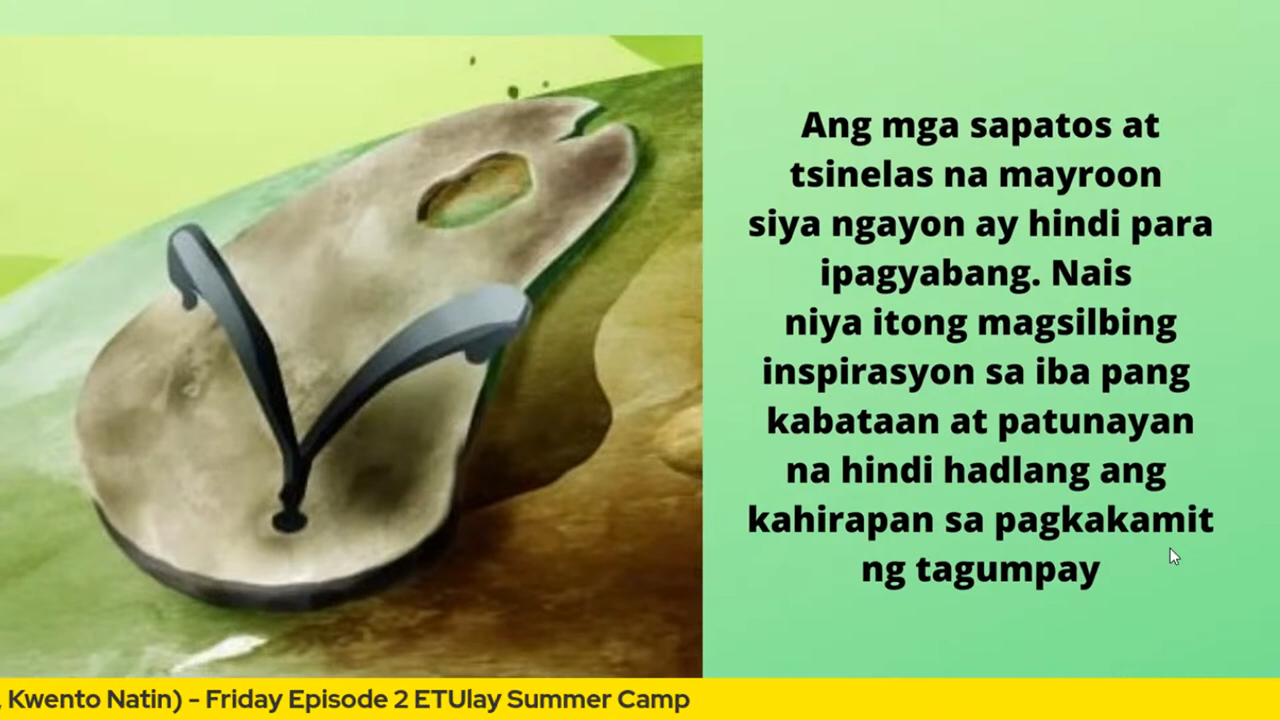 Ang mga sapatos at
tsinelas na mayroon
siya ngayon ay hindi para
ipagyabang. Nais
niya itong magsilbing
inspirasyon sa iba pang
kabataan at patunayan
na hindi hadlang ang
kahirapan sa pagkakamit
ng tagumpay
, Kwento Natin) - Friday Episode 2 ETUlay Summer Camp